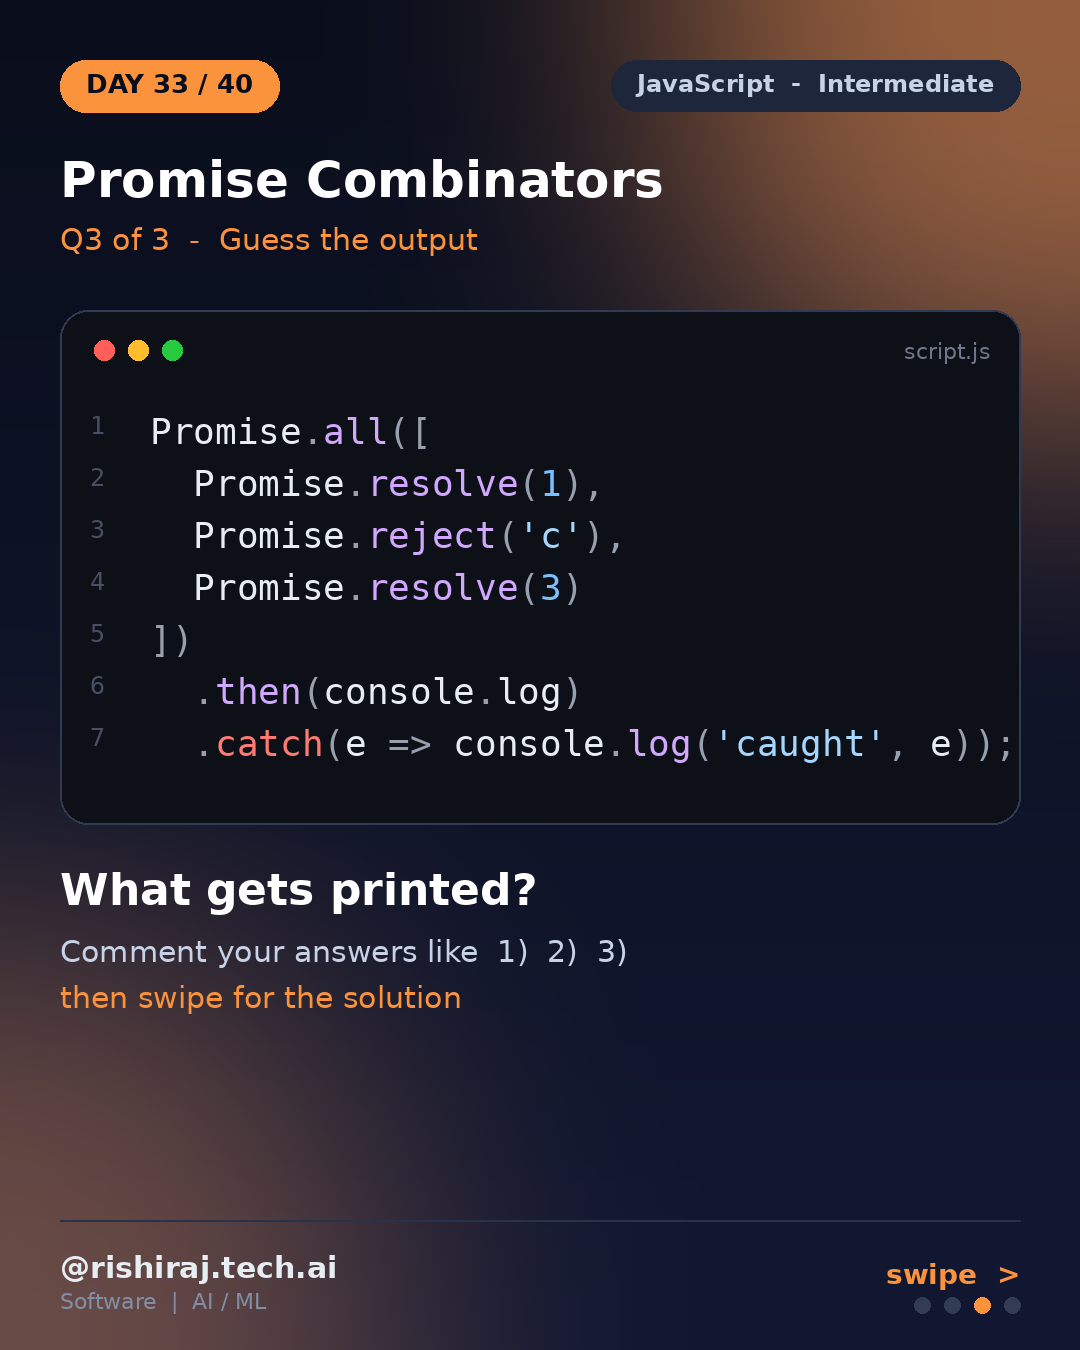 DAY 33 / 40
JavaScript - Intermediate
Promise Combinators
Q3 of 3 - Guess the output
script.js
1 Promise.all([
2   Promise.resolve(1),
3   Promise.reject('c'),
4   Promise.resolve(3)
5 ])
6   .then(console.log)
7   .catch(e => console.log('caught', e));
What gets printed?
Comment your answers like 1) 2) 3)
then swipe for the solution
@rishiraj.tech.ai
Software | AI / ML
swipe >